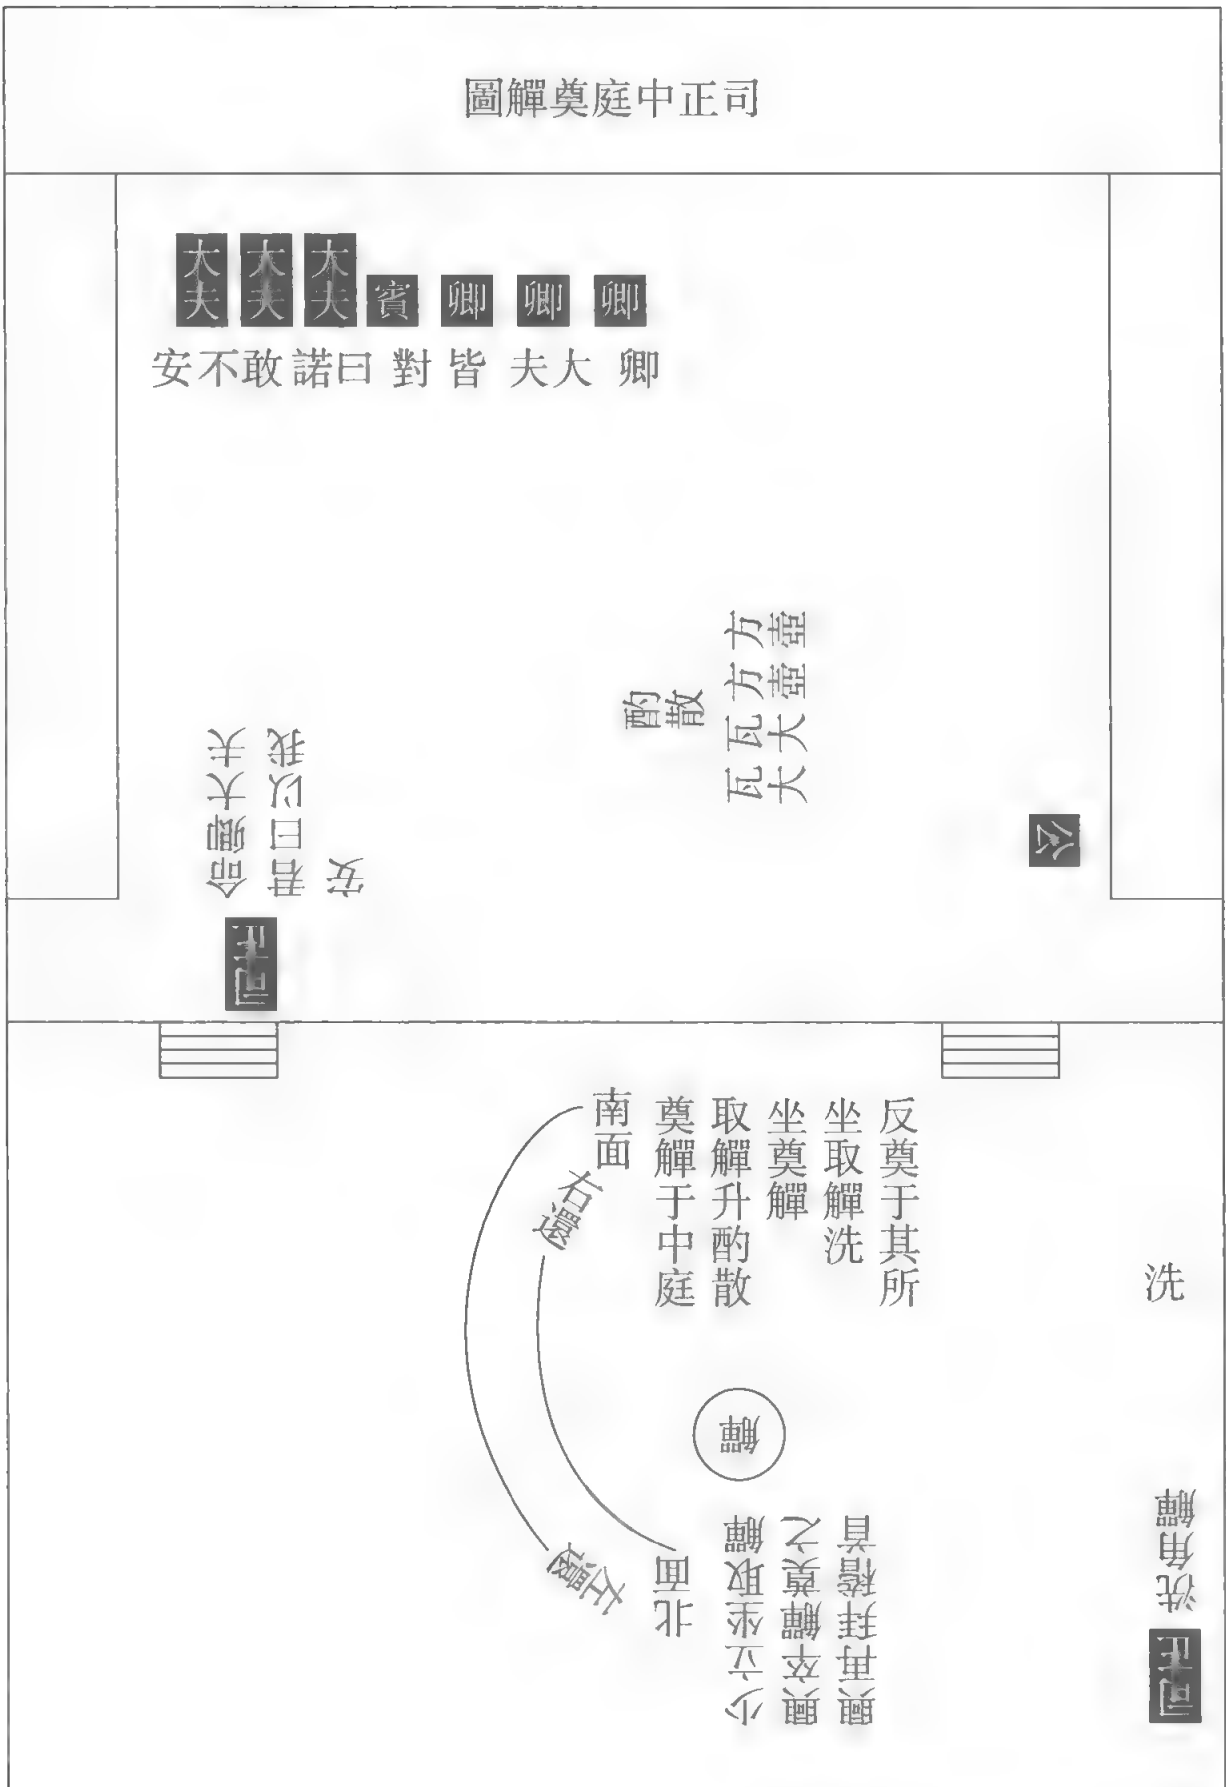 司正中庭奠觶圖
卿
卿
卿
賓
大夫
大夫
大夫
卿大夫皆對曰諾敢不安
方壺
方壺
瓦大
瓦大
酌散
公
司正
命卿大夫
君曰以我
安
南面
奠觶于中庭
取觶升酌散
坐奠觶
坐取觶洗
反奠于其所
右還
洗
觶
北面
少立坐取觶
興卒觶奠之
興再拜稽首
左還
洗角觶
司正